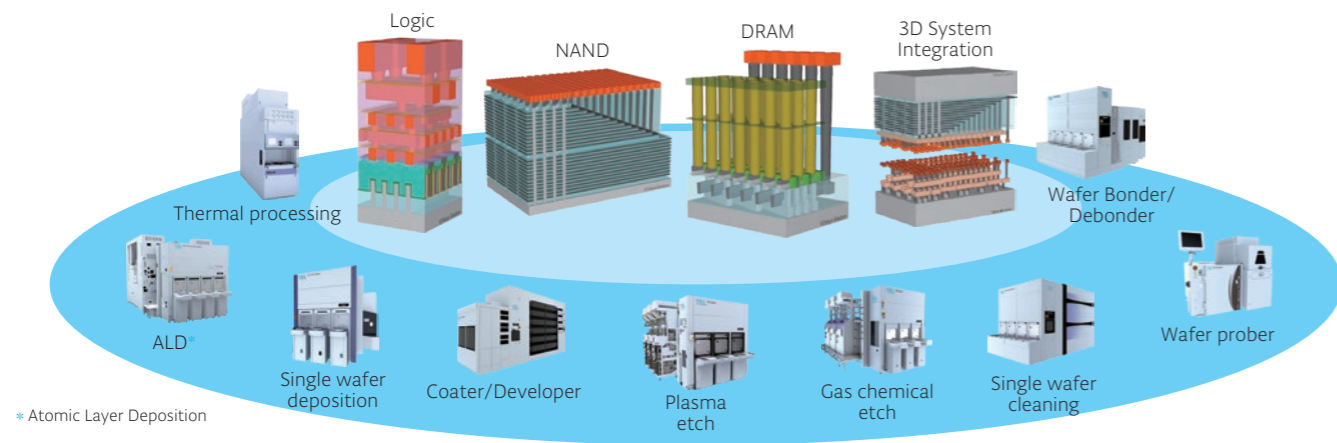 Logic
NAND
DRAM
3D System
Integration
Thermal processing
Wafer Bonder/
Debonder
ALD*
Single wafer
deposition
Coater/Developer
Plasma
etch
Gas chemical
etch
Single wafer
cleaning
Wafer prober
* Atomic Layer Deposition